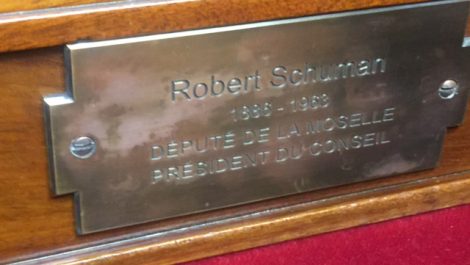 Robert Schuman
1886 - 1963
DÉPUTÉ DE LA MOSELLE
PRÉSIDENT DU CONSEIL